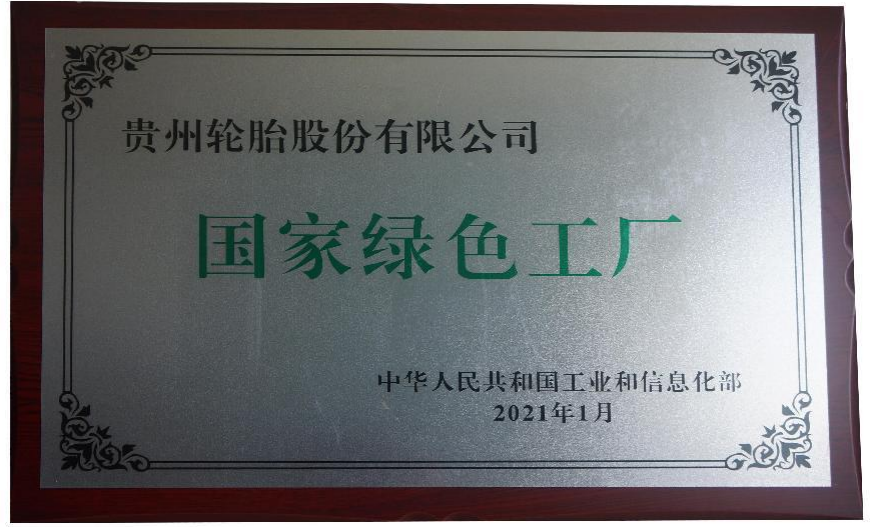 贵州轮胎股份有限公司
国家绿色工厂
中华人民共和国工业和信息化部
2021年1月